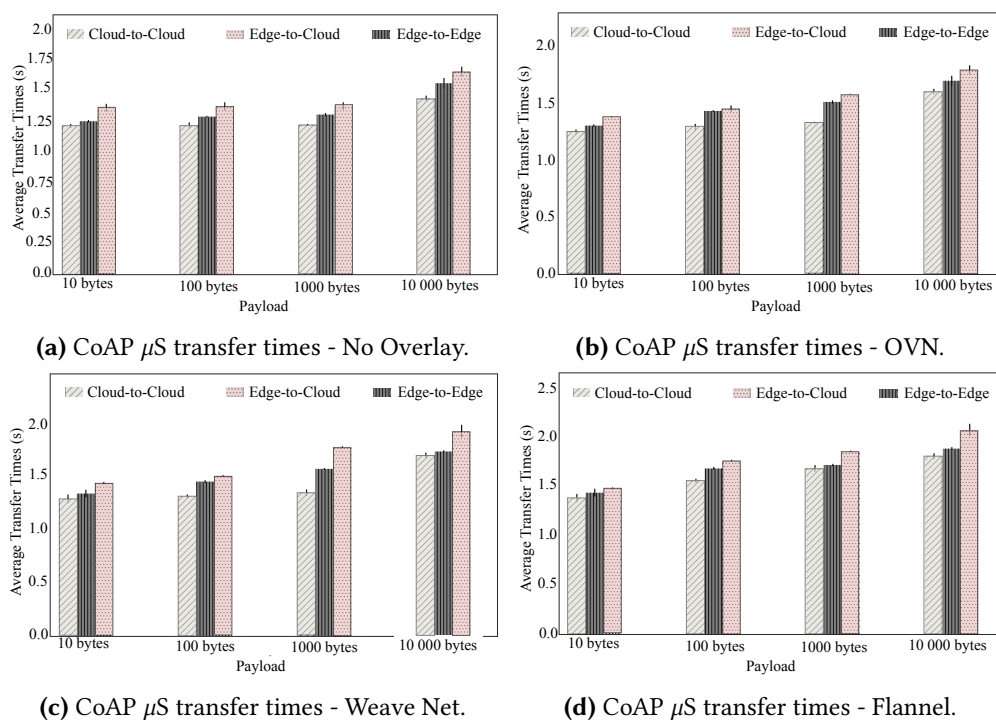 2.0
1.75
1.5
1.25
1.0
0.75
0.5
0.25
0.0
Average Transfer Times (s)
Cloud-to-Cloud Edge-to-Cloud Edge-to-Edge
10 bytes 100 bytes 1000 bytes 10 000 bytes
Payload
(a) CoAP μS transfer times - No Overlay.
2.0
1.5
1.0
0.5
0.0
Average Transfer Times (s)
Cloud-to-Cloud Edge-to-Cloud Edge-to-Edge
10 bytes 100 bytes 1000 bytes 10 000 bytes
Payload
(b) CoAP μS transfer times - OVN.
2.0
1.5
1.0
0.5
0.0
Average Transfer Times (s)
Cloud-to-Cloud Edge-to-Cloud Edge-to-Edge
10 bytes 100 bytes 1000 bytes 10 000 bytes
Payload
(c) CoAP μS transfer times - Weave Net.
2.5
2.0
1.5
1.0
0.5
0.0
Average Transfer Times (s)
Cloud-to-Cloud Edge-to-Cloud Edge-to-Edge
10 bytes 100 bytes 1000 bytes 10 000 bytes
Payload
(d) CoAP μS transfer times - Flannel.